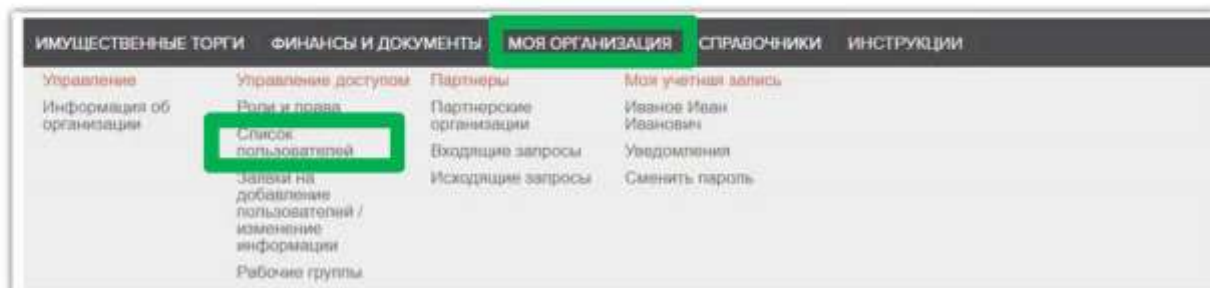 ИМУЩЕСТВЕННЫЕ ТОРГИ ФИНАНСЫ И ДОКУМЕНТЫ МОЯ ОРГАНИЗАЦИЯ СПРАВОЧНИКИ ИНСТРУКЦИИ
Управление
Информация об
организации
Управление доступом
Роли и права
Список
пользователей
Заявки на
добавление
пользователей /
изменение
информации
Рабочие группы
Партнеры
Партнерские
организации
Входящие запросы
Исходящие запросы
Моя учетная запись
Иванов Иван
Иванович
Уведомления
Сменить пароль